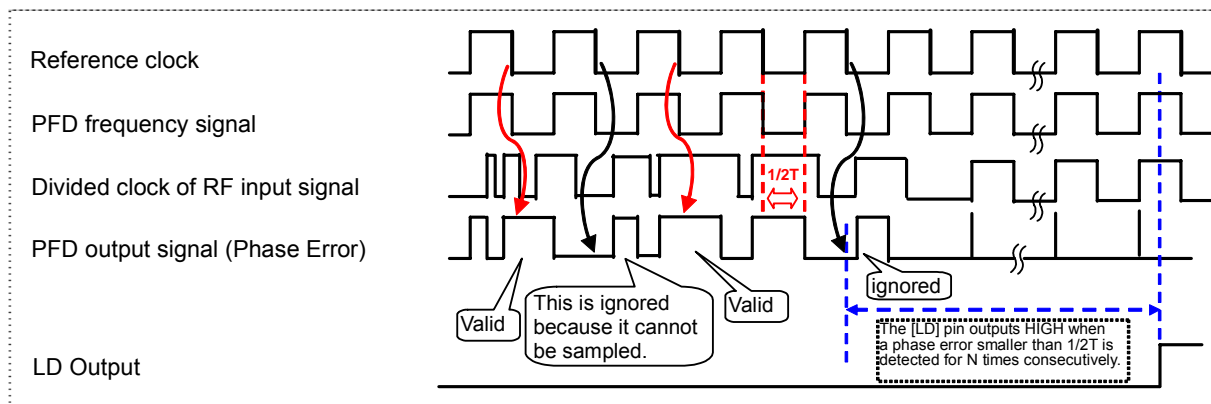 Reference clock
PFD frequency signal
Divided clock of RF input signal
1/2T
PFD output signal (Phase Error)
ignored
Valid
This is ignored
because it cannot
be sampled.
Valid
The [LD] pin outputs HIGH when
a phase error smaller than 1/2T is
detected for N times consecutively.
LD Output